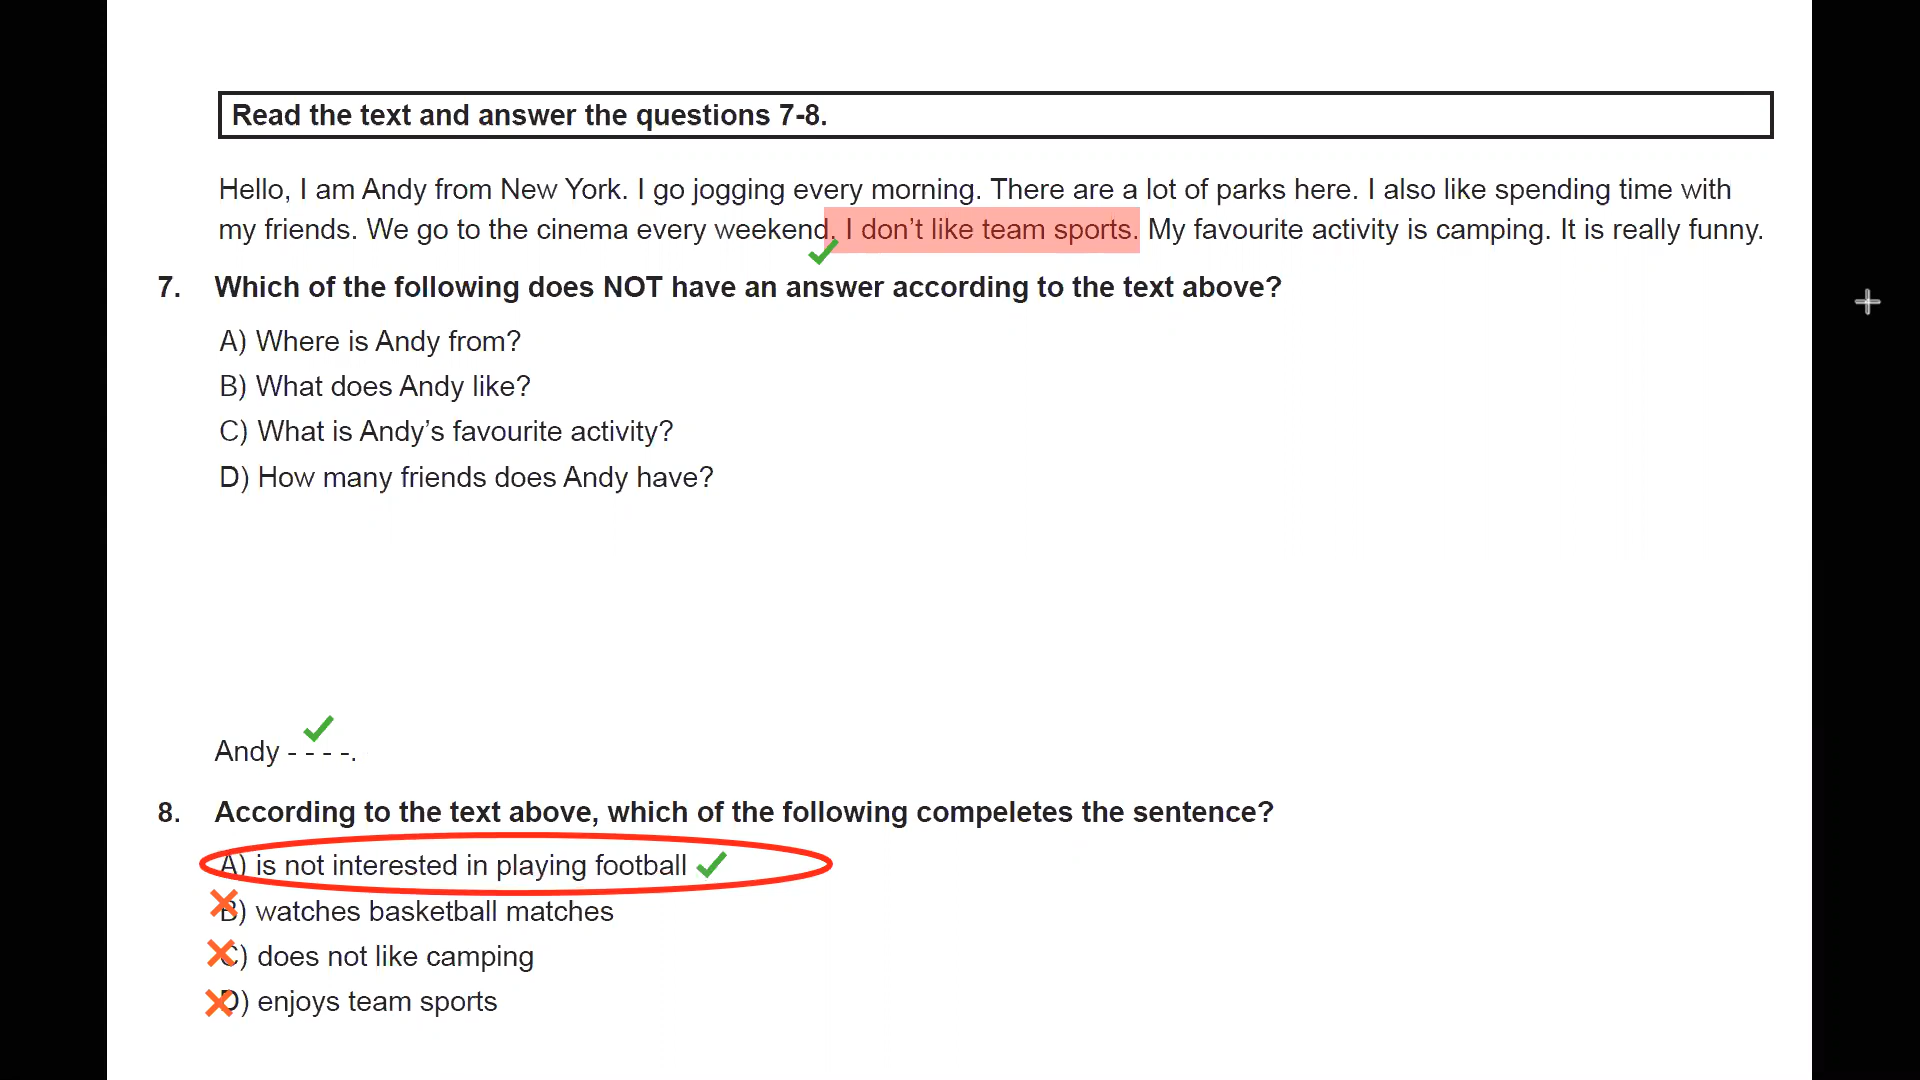 Read the text and answer the questions 7-8.
Hello, I am Andy from New York. I go jogging every morning. There are a lot of parks here. I also like spending time with
my friends. We go to the cinema every weekend. I don’t like team sports. My favourite activity is camping. It is really funny.
7. Which of the following does NOT have an answer according to the text above?
A) Where is Andy from?
B) What does Andy like?
C) What is Andy’s favourite activity?
D) How many friends does Andy have?
Andy - - - -.
8. According to the text above, which of the following compeletes the sentence?
A) is not interested in playing football
B) watches basketball matches
C) does not like camping
D) enjoys team sports